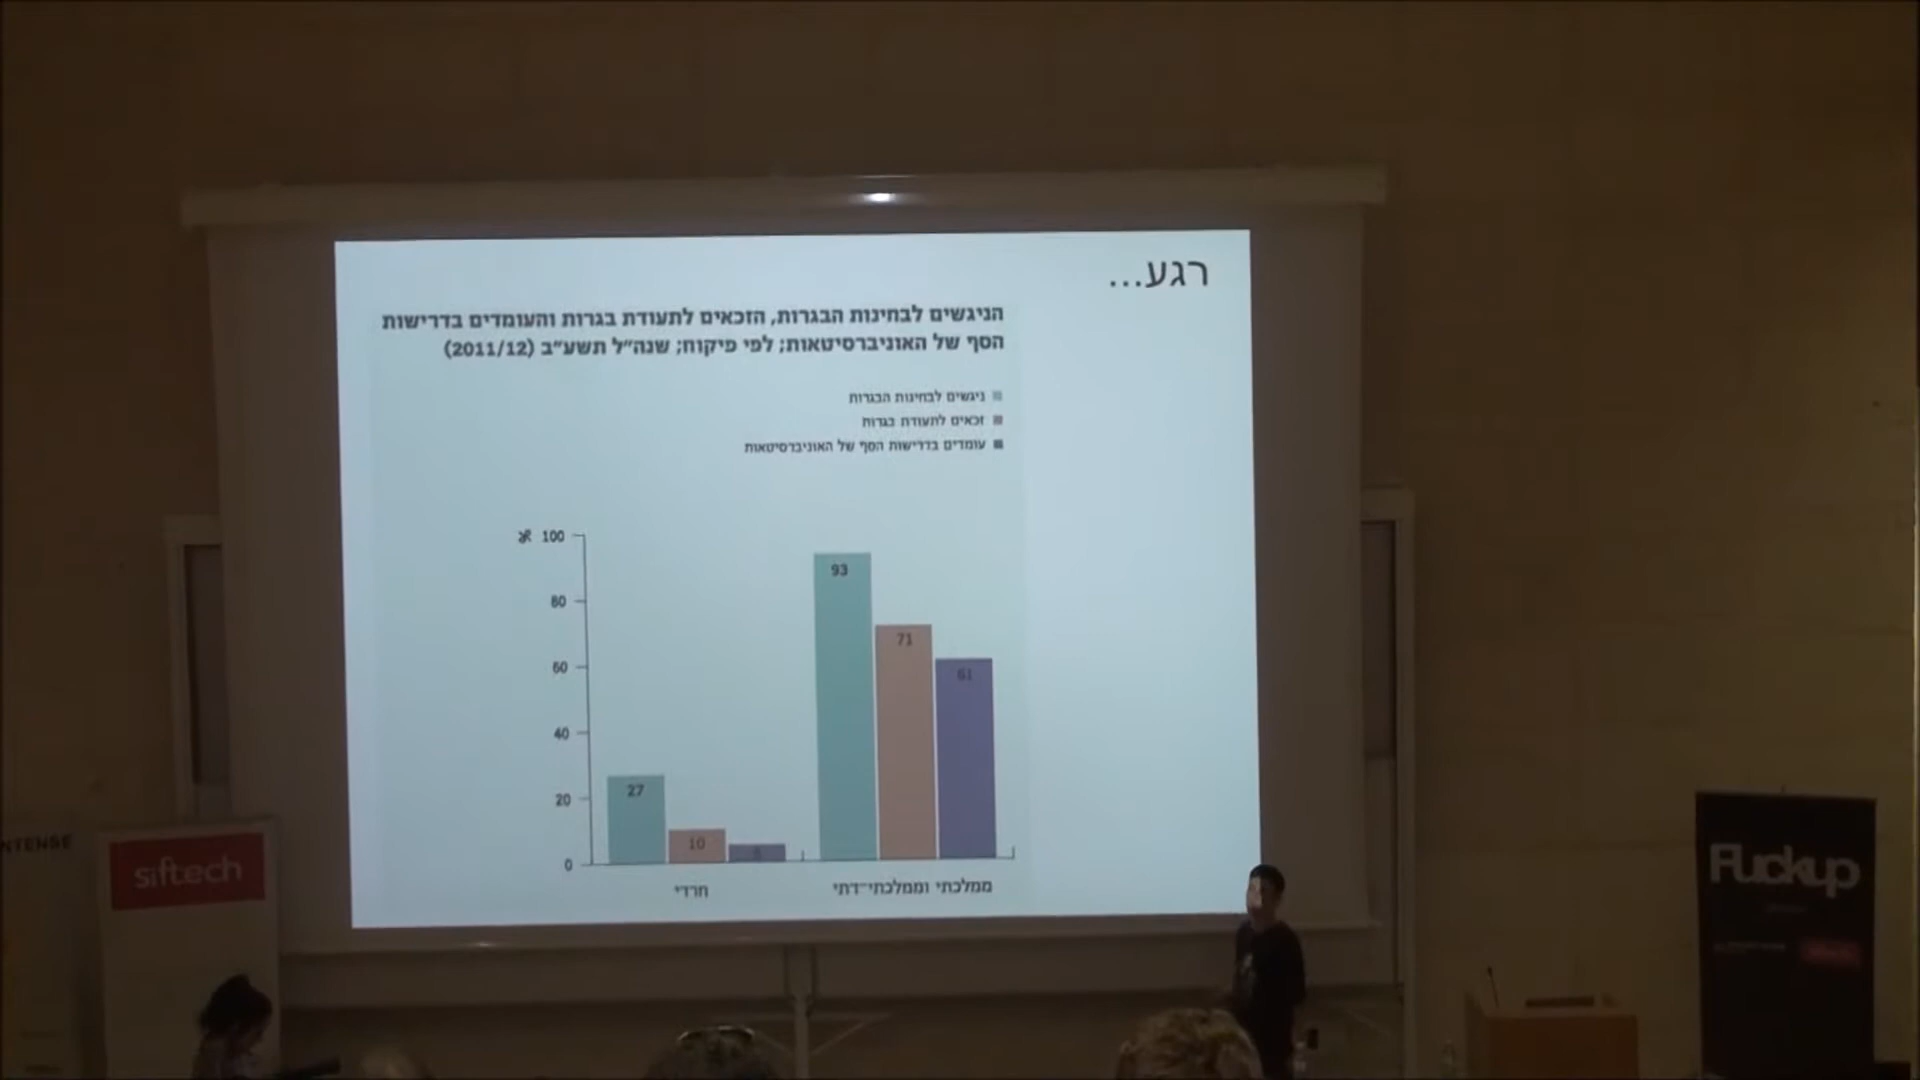 רגע...
הניגשים לבחינות הבגרות, הזכאים לתעודת בגרות והעומדים בדרישות
הסף של האוניברסיטאות; לפי פיקוח; שנה"ל תשע"ב (2011/12)
ניגשים לבחינות הבגרות
זכאים לתעודת בגרות
עומדים בדרישות הסף של האוניברסיטאות
% 100
80
60
40
20
0
27
10
93
71
61
חרדי
ממלכתי וממלכתי-דתי
NTENSE
siftech
Fuckup